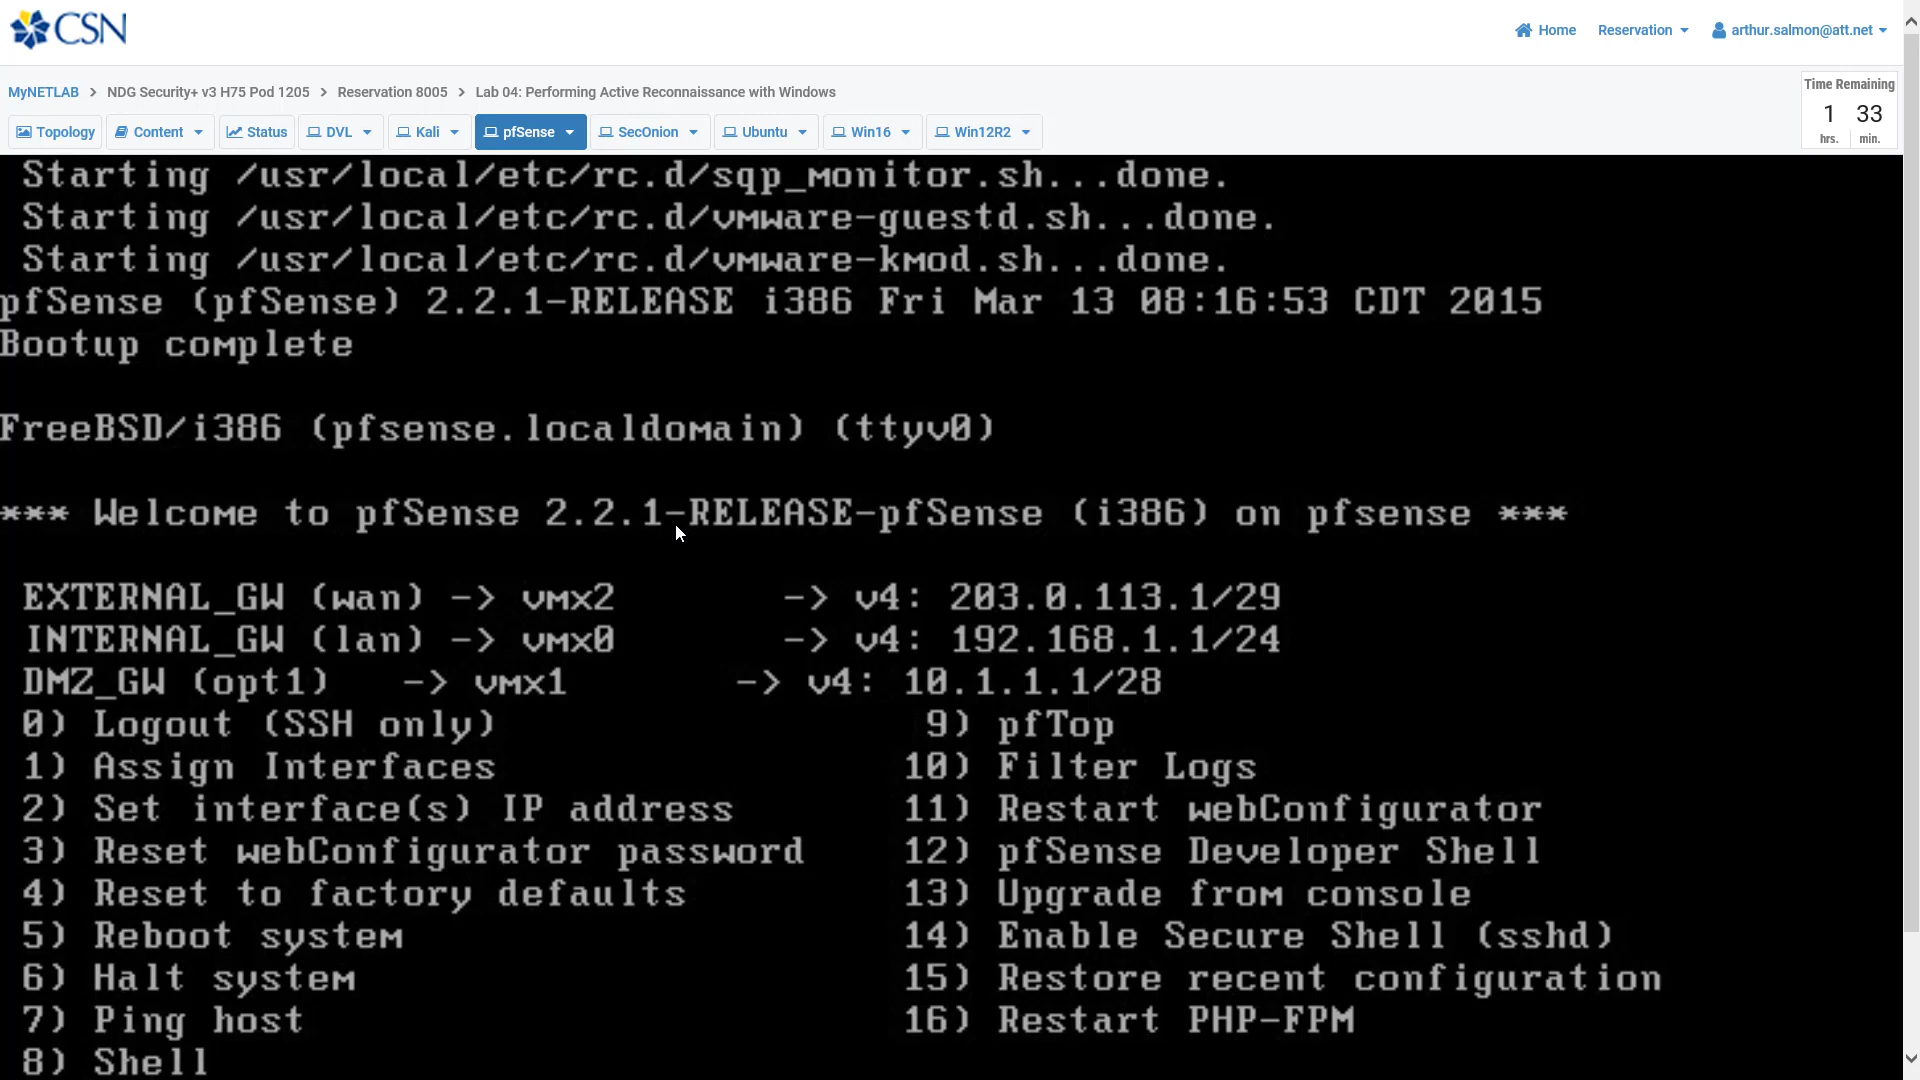 CSN
Home Reservation arthur.salmon@att.net
MyNETLAB > NDG Security+ v3 H75 Pod 1205 > Reservation 8005 > Lab 04: Performing Active Reconnaissance with Windows
Time Remaining
1 33
hrs. min.
Topology Content Status DVL Kali pfSense SecOnion Ubuntu Win16 Win12R2
Starting /usr/local/etc/rc.d/sqp_monitor.sh...done.
Starting /usr/local/etc/rc.d/vmware-guestd.sh...done.
Starting /usr/local/etc/rc.d/vmware-kmod.sh...done.
pfSense (pfSense) 2.2.1-RELEASE i386 Fri Mar 13 08:16:53 CDT 2015
Bootup complete
FreeBSD/i386 (pfsense.localdomain) (ttyv0)
*** Welcome to pfSense 2.2.1-RELEASE-pfSense (i386) on pfsense ***
EXTERNAL_GW (wan) -> vmx2 -> v4: 203.0.113.1/29
INTERNAL_GW (lan) -> vmx0 -> v4: 192.168.1.1/24
DMZ_GW (opt1) -> vmx1 -> v4: 10.1.1.1/28
0) Logout (SSH only) 9) pfTop
1) Assign Interfaces 10) Filter Logs
2) Set interface(s) IP address 11) Restart webConfigurator
3) Reset webConfigurator password 12) pfSense Developer Shell
4) Reset to factory defaults 13) Upgrade from console
5) Reboot system 14) Enable Secure Shell (sshd)
6) Halt system 15) Restore recent configuration
7) Ping host 16) Restart PHP-FPM
8) Shell